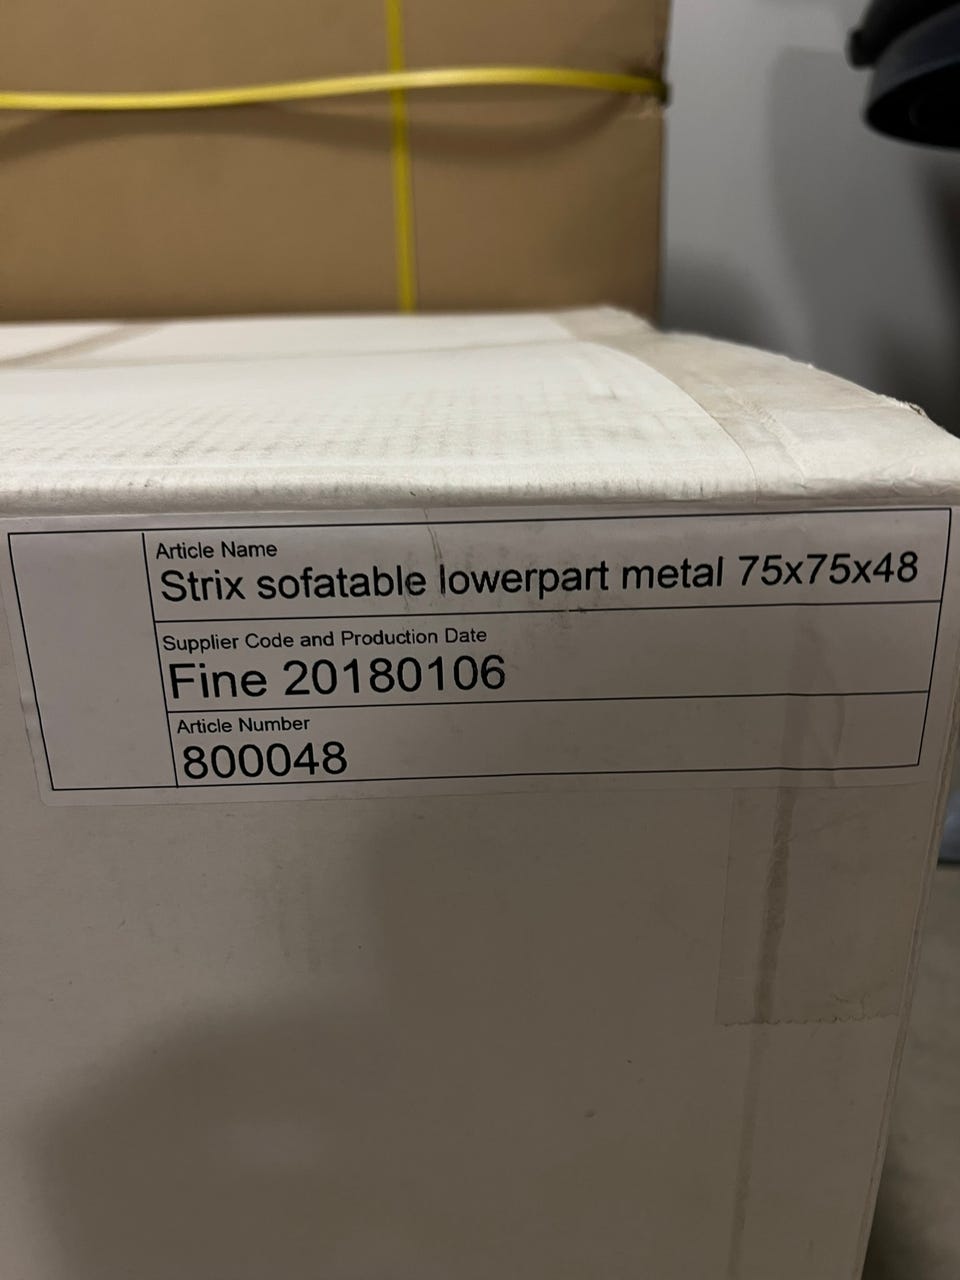 Article Name
Strix sofatable lowerpart metal 75x75x48
Supplier Code and Production Date
Fine 20180106
Article Number
800048